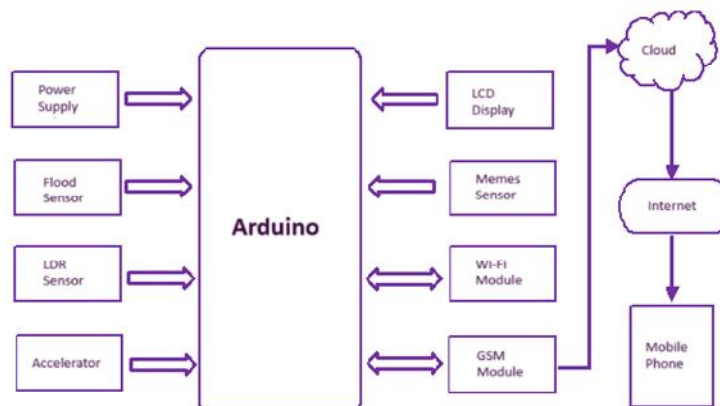 Power
Supply
Flood
Sensor
LDR
Sensor
Accelerator
Arduino
LCD
Display
Memes
Sensor
Wi-FI
Module
GSM
Module
Cloud
Internet
Mobile
Phone